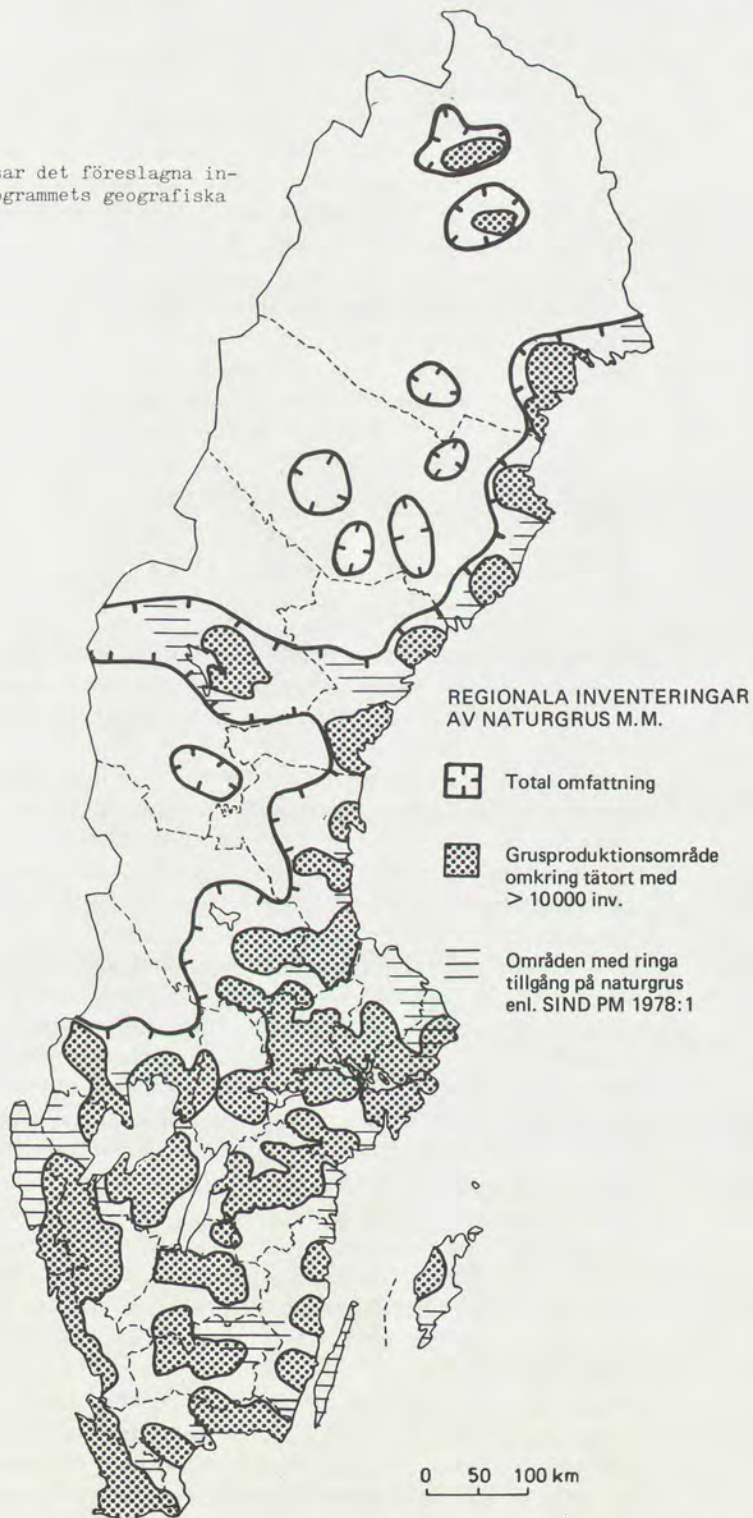 sar det föreslagna in-
ogrammets geografiska
REGIONALA INVENTERINGAR
AV NATURGRUS M.M.
Total omfattning
Grusproduktionsområde
omkring tätort med
> 10000 inv.
Områden med ringa
tillgång på naturgrus
enl. SIND PM 1978:1
0 50 100 km